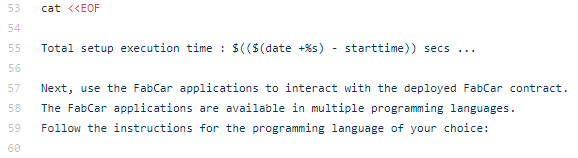 53 cat <<EOF
54
55 Total setup execution time : $(($(date +%s) - starttime)) secs ...
56
57 Next, use the FabCar applications to interact with the deployed FabCar contract.
58 The FabCar applications are available in multiple programming languages.
59 Follow the instructions for the programming language of your choice:
60